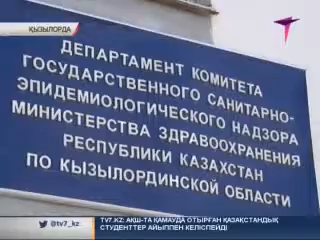 ҚЫЗЫЛОРДА
ДЕПАРТАМЕНТ КОМИТЕТА
ГОСУДАРСТВЕННОГО САНИТАРНО-
ЭПИДЕМИОЛОГИЧЕСКОГО НАДЗОРА
МИНИСТЕРСТВА ЗДРАВООХРАНЕНИЯ
РЕСПУБЛИКИ КАЗАХСТАН
ПО КЫЗЫЛОРДИНСКОЙ ОБЛАСТИ
@tv7_kz
TV7.KZ: АҚШ-ТА ҚАМАУДА ОТЫРҒАН ҚАЗАҚСТАНДЫҚ
СТУДЕНТТЕР АЙЫППЕН КЕЛІСПЕЙДІ